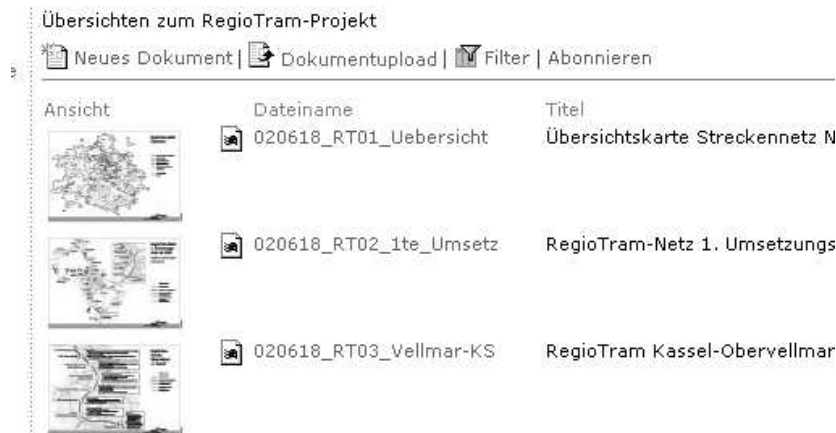 Übersichten zum RegioTram-Projekt
Neues Dokument | Dokumentupload | Filter | Abonnieren
Ansicht Dateiname Titel
020618_RT01_Uebersicht Übersichtskarte Streckennetz N
020618_RT02_1te_Umsetz RegioTram-Netz 1. Umsetzungs
020618_RT03_Vellmar-KS RegioTram Kassel-Obervellmar